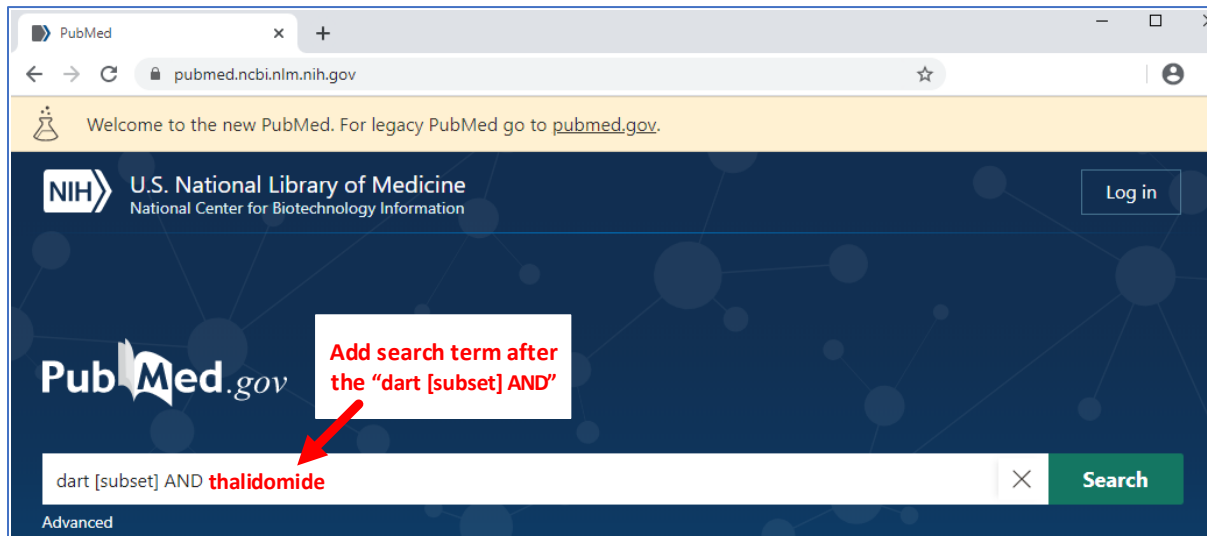 PubMed
pubmed.ncbi.nlm.nih.gov
Welcome to the new PubMed. For legacy PubMed go to pubmed.gov.
NIH
U.S. National Library of Medicine
National Center for Biotechnology Information
Log in
PubMed.gov
Add search term after
the “dart [subset] AND”
dart [subset] AND thalidomide
Search
Advanced